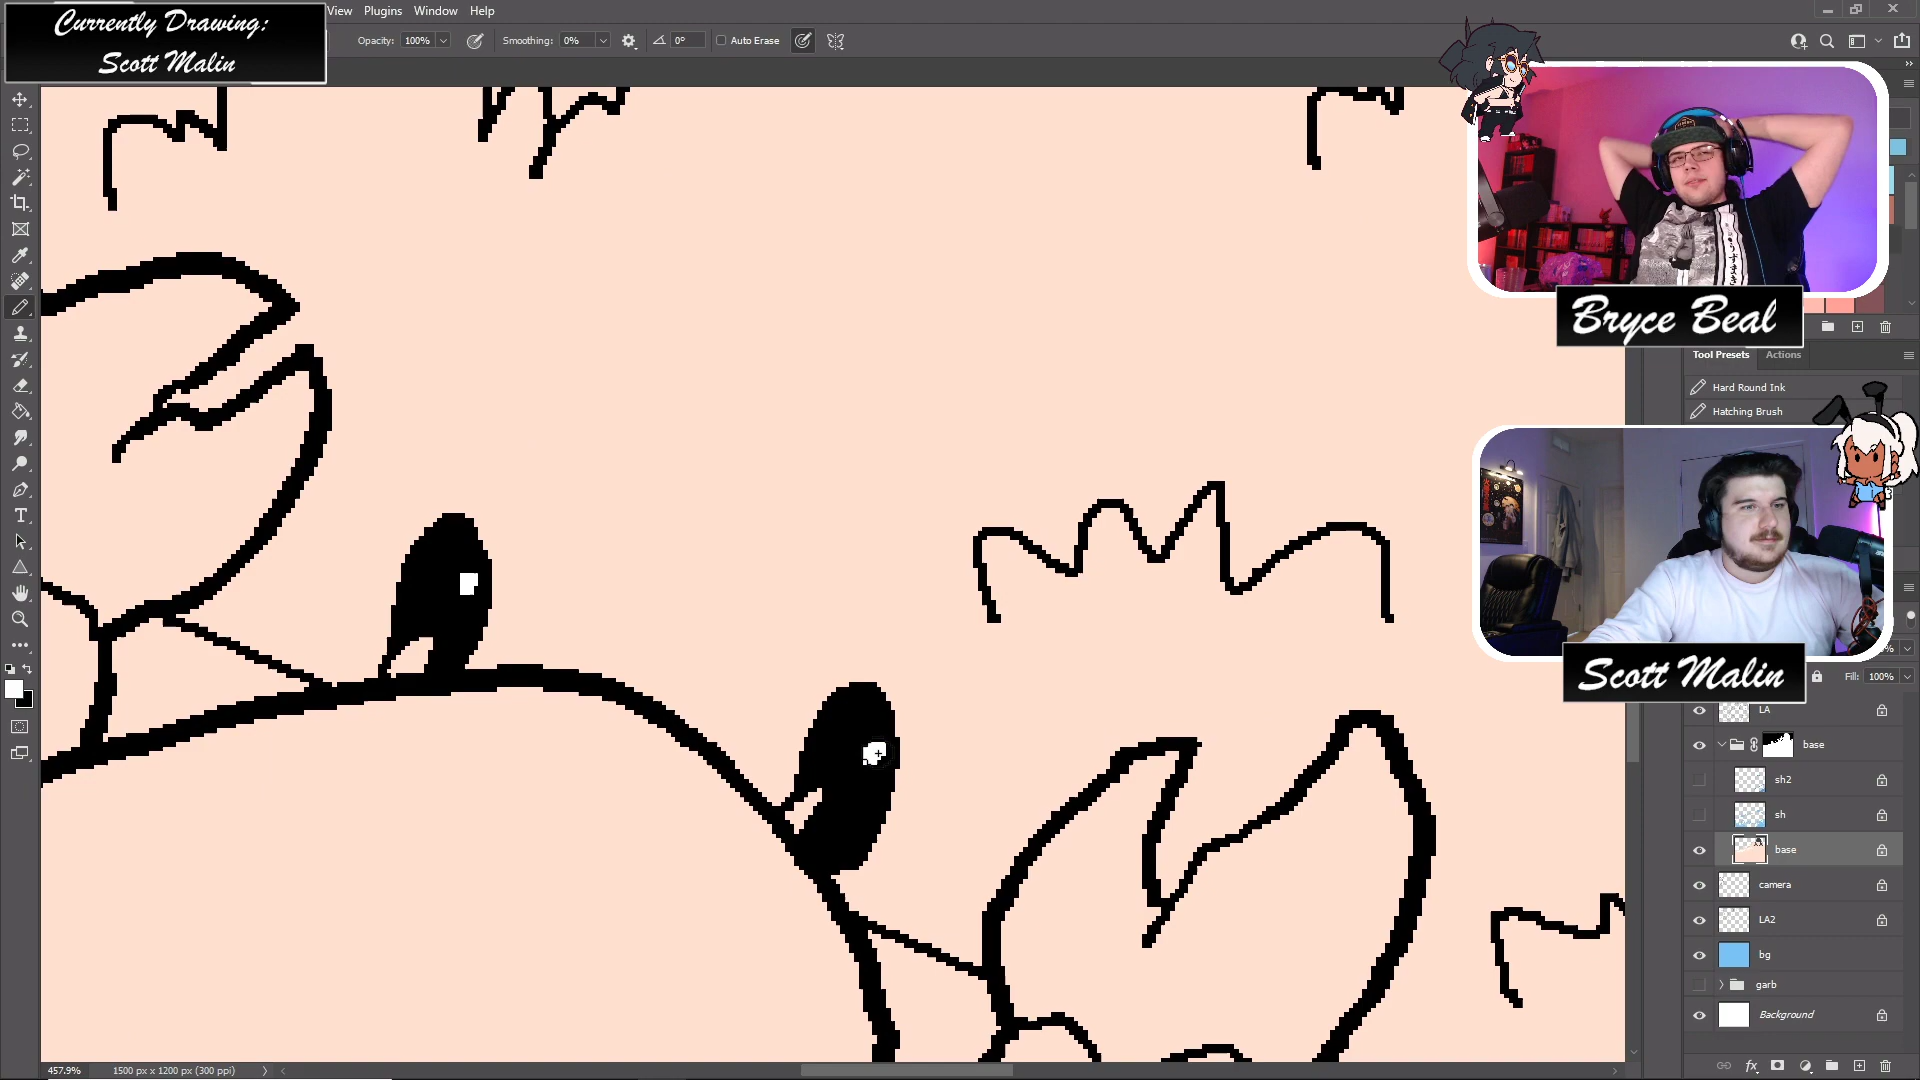 Currently Drawing:
Scott Malin
View Plugins Window Help
Opacity: 100% Smoothing: 0% 0° Auto Erase
Bryce Beal
Tool Presets Actions
Hard Round Ink
Hatching Brush
Scott Malin
Fill: 100%
LA
base
sh2
sh
base
camera
LA2
bg
garb
Background
457.9% 1500 px x 1200 px (300 ppi)